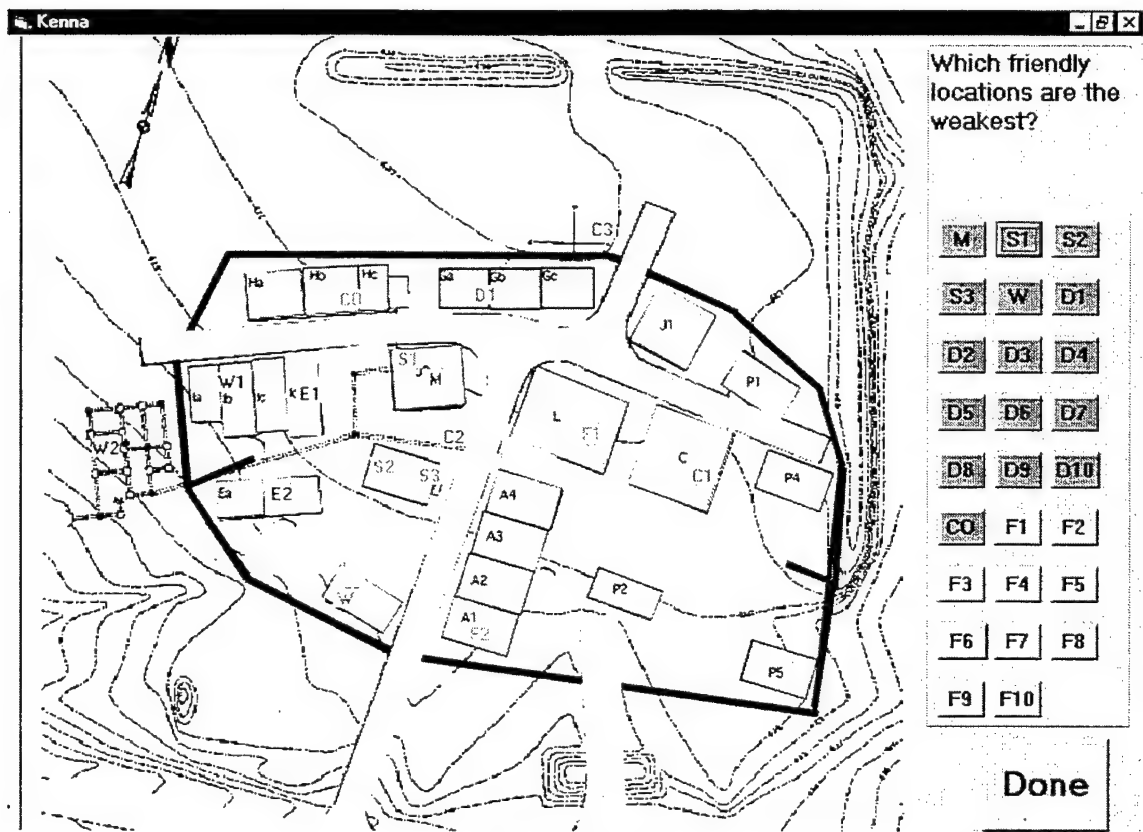 Kenna
Which friendly
locations are the
weakest?
M S1 S2
S3 W D1
D2 D3 D4
D5 D6 D7
D8 D9 D10
CO F1 F2
F3 F4 F5
F6 F7 F8
F9 F10
Done
C3
Ha Hb Hc
CO
Ga Gb Gc
D1
J1
W1
Ia Ib Ic
K E1
S1
M
P1
L
C
C1
W2
C2
S2
S3
P4
Ea E2
A4
A3
A2
A1
F2
P2
W
P5